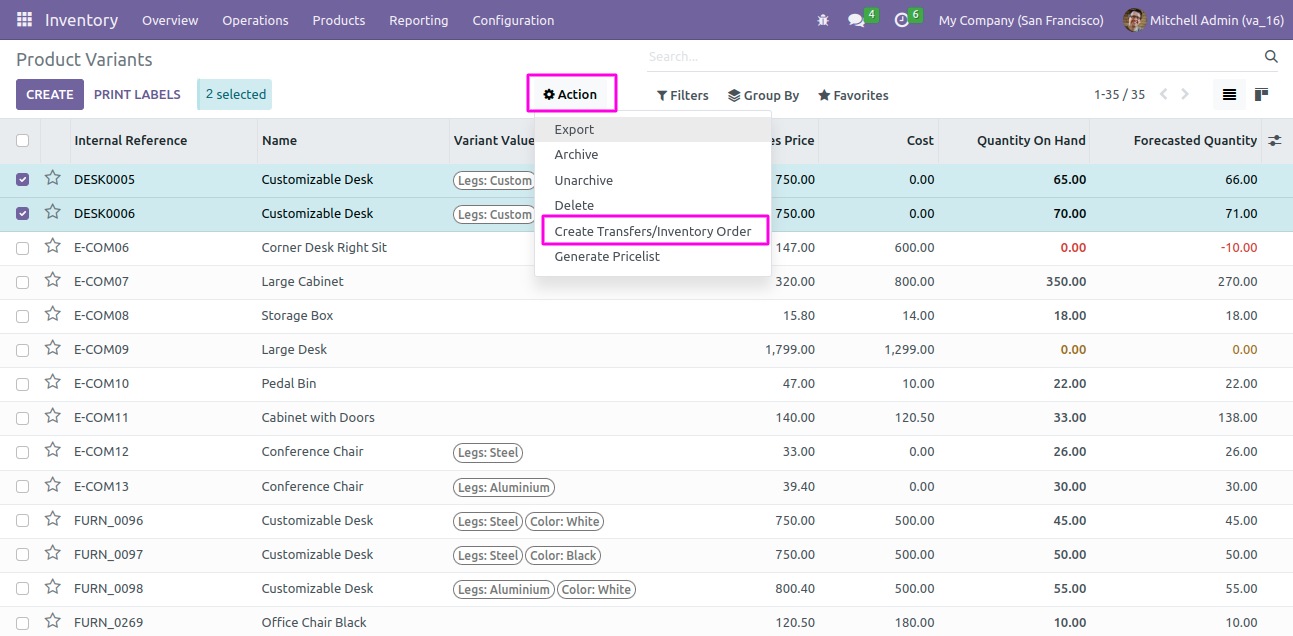 Inventory Overview Operations Products Reporting Configuration 4 6 My Company (San Francisco) Mitchell Admin (va_16)
Product Variants Search...
CREATE PRINT LABELS 2 selected Action Filters Group By Favorites 1-35 / 35
Export
Archive
Unarchive
Delete
Create Transfers/Inventory Order
Generate Pricelist
Internal Reference Name Variant Value es Price Cost Quantity On Hand Forecasted Quantity
DESK0005 Customizable Desk Legs: Custom 750.00 0.00 65.00 66.00
DESK0006 Customizable Desk Legs: Custom 750.00 0.00 70.00 71.00
E-COM06 Corner Desk Right Sit 147.00 600.00 0.00 -10.00
E-COM07 Large Cabinet 320.00 800.00 350.00 270.00
E-COM08 Storage Box 15.80 14.00 18.00 18.00
E-COM09 Large Desk 1,799.00 1,299.00 0.00 0.00
E-COM10 Pedal Bin 47.00 10.00 22.00 22.00
E-COM11 Cabinet with Doors 140.00 120.50 33.00 138.00
E-COM12 Conference Chair Legs: Steel 33.00 0.00 26.00 26.00
E-COM13 Conference Chair Legs: Aluminium 39.40 0.00 30.00 30.00
FURN_0096 Customizable Desk Legs: Steel Color: White 750.00 500.00 45.00 45.00
FURN_0097 Customizable Desk Legs: Steel Color: Black 750.00 500.00 50.00 50.00
FURN_0098 Customizable Desk Legs: Aluminium Color: White 800.40 500.00 55.00 55.00
FURN_0269 Office Chair Black 120.50 180.00 10.00 10.00